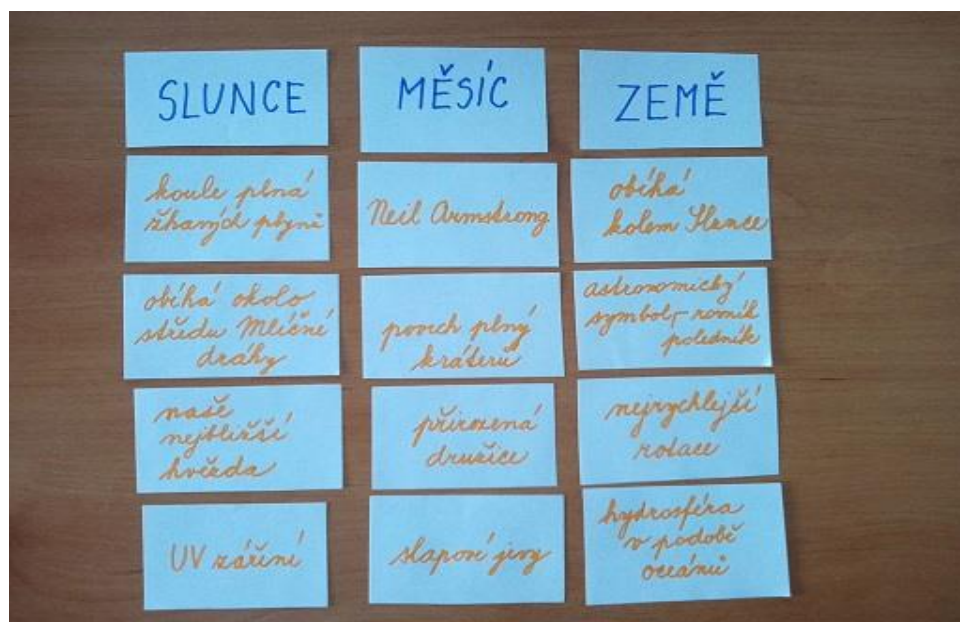 SLUNCE
MĚSÍC
ZEMĚ
koule plná
žhavých plynů
Neil Armstrong
obíhá
kolem Slunce
obíhá okolo
středu Mléčné
dráhy
povrch plný
kráterů
astronomický
symbol - rovník
poledník
naše
nejbližší
hvězda
přirozená
družice
nejrychlejší
rotace
UV záření
slapové jevy
hydrosféra
v podobě
oceánů